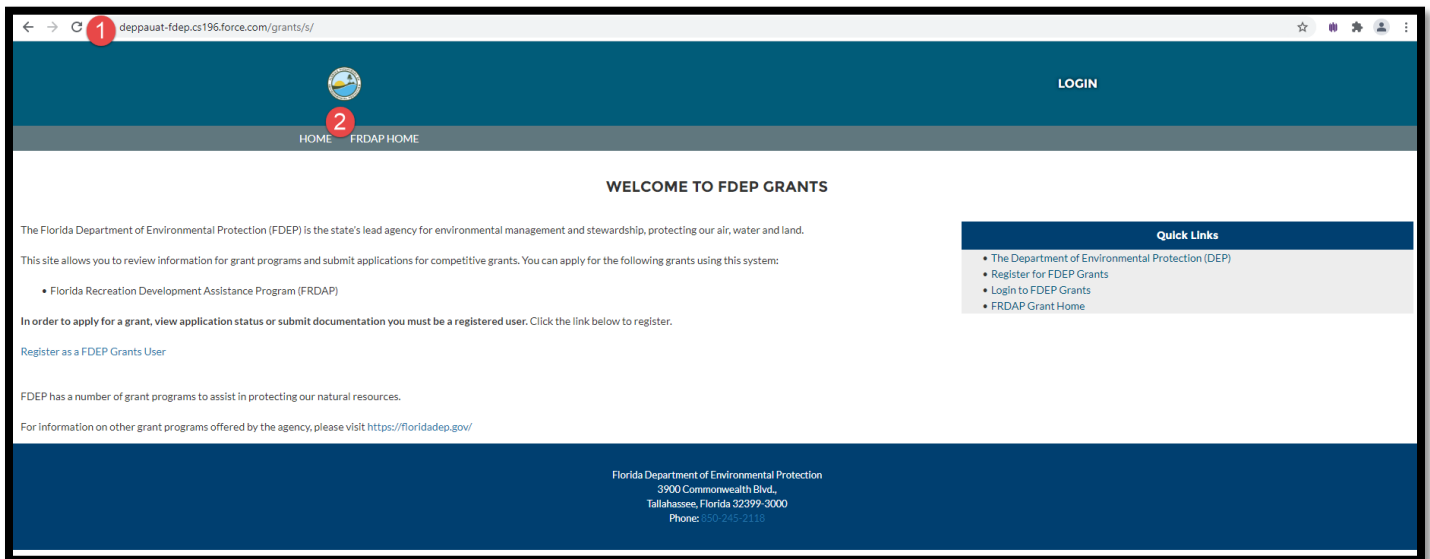 1 deppauat-fdep.cs196.force.com/grants/s/
LOGIN
2
HOME FRDAP HOME
WELCOME TO FDEP GRANTS
The Florida Department of Environmental Protection (FDEP) is the state's lead agency for environmental management and stewardship, protecting our air, water and land.
This site allows you to review information for grant programs and submit applications for competitive grants. You can apply for the following grants using this system:
• Florida Recreation Development Assistance Program (FRDAP)
In order to apply for a grant, view application status or submit documentation you must be a registered user. Click the link below to register.
Register as a FDEP Grants User
FDEP has a number of grant programs to assist in protecting our natural resources.
For information on other grant programs offered by the agency, please visit https://floridadep.gov/
Quick Links
• The Department of Environmental Protection (DEP)
• Register for FDEP Grants
• Login to FDEP Grants
• FRDAP Grant Home
Florida Department of Environmental Protection
3900 Commonwealth Blvd.,
Tallahassee, Florida 32399-3000
Phone: 850-245-2118